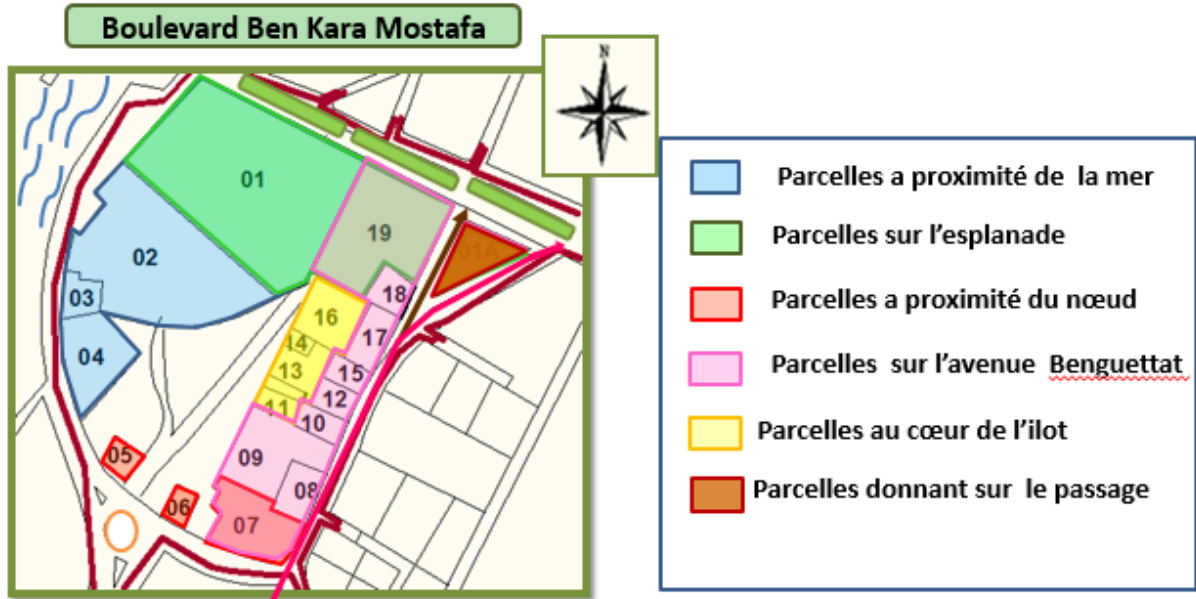 Boulevard Ben Kara Mostafa
N
01
19
01A
02
18
03
16
17
04
14
13
15
12
11
10
09
05
08
06
07
Parcelles a proximité de la mer
Parcelles sur l’esplanade
Parcelles a proximité du nœud
Parcelles sur l’avenue Benguettat
Parcelles au cœur de l’ilot
Parcelles donnant sur le passage